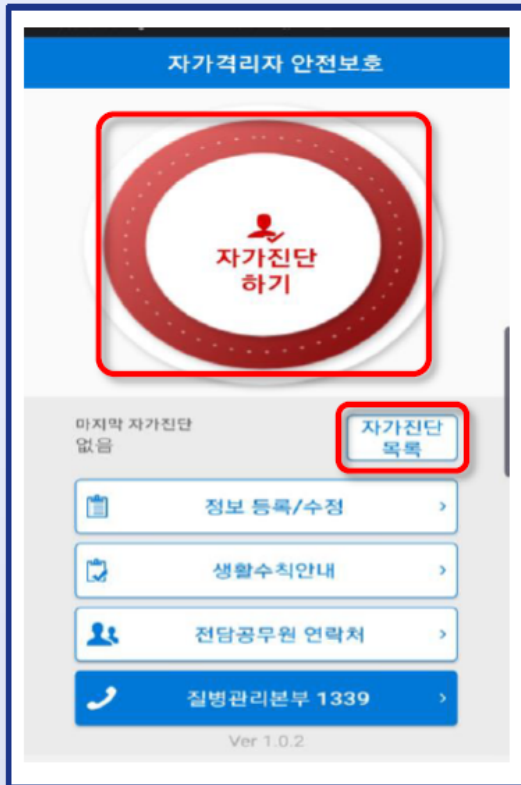 자가격리자 안전보호
자가진단
하기
마지막 자가진단
없음
자가진단
목록
정보 등록/수정
생활수칙안내
전담공무원 연락처
질병관리본부 1339
Ver 1.0.2